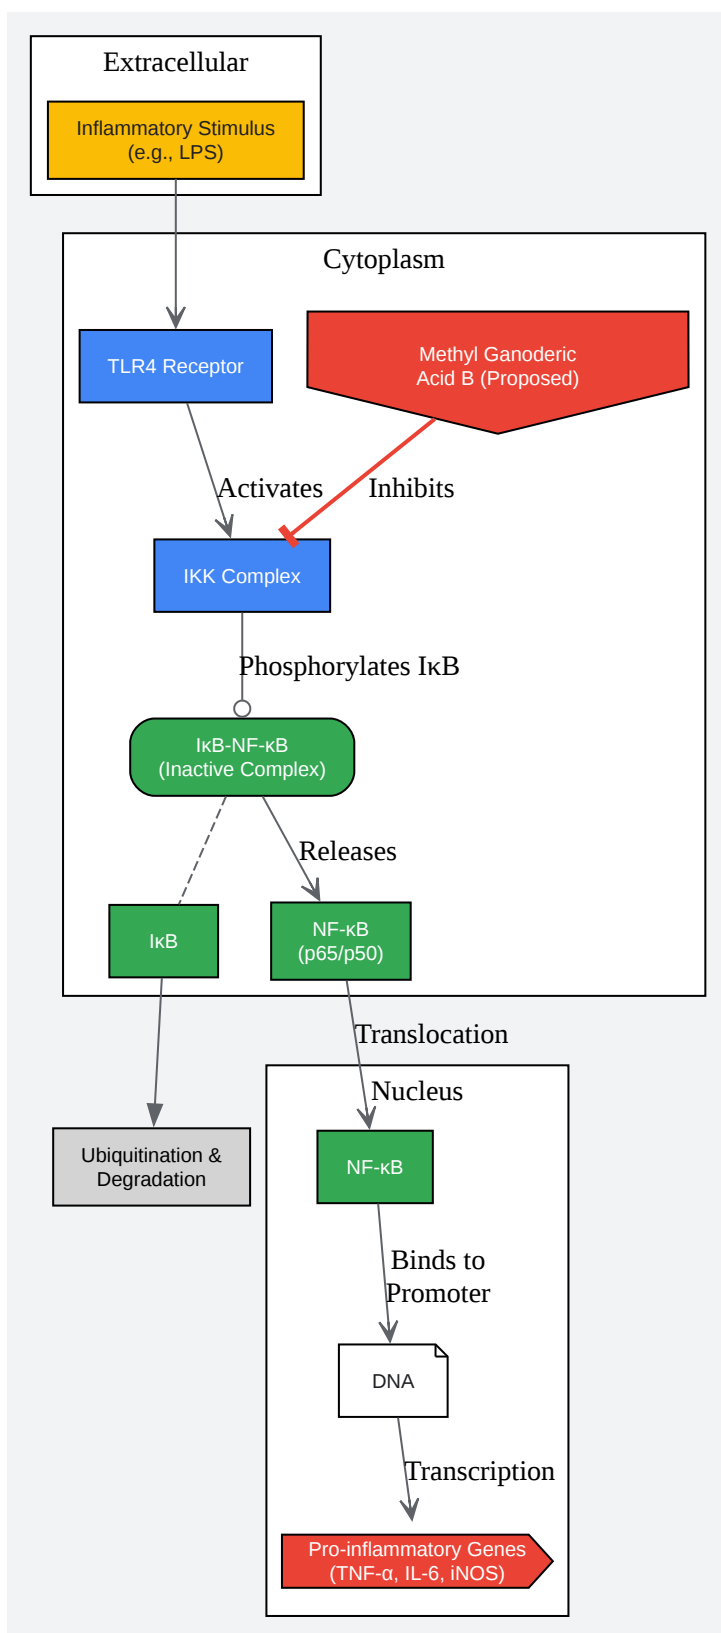 Extracellular
Inflammatory Stimulus
(e.g., LPS)
Cytoplasm
TLR4 Receptor
Methyl Ganoderic
Acid B (Proposed)
Activates
Inhibits
IKK Complex
Phosphorylates IκB
IκB-NF-κB
(Inactive Complex)
Releases
IκB
NF-κB
(p65/p50)
Translocation
Nucleus
Ubiquitination &
Degradation
NF-κB
Binds to
Promoter
DNA
Transcription
Pro-inflammatory Genes
(TNF-α, IL-6, iNOS)